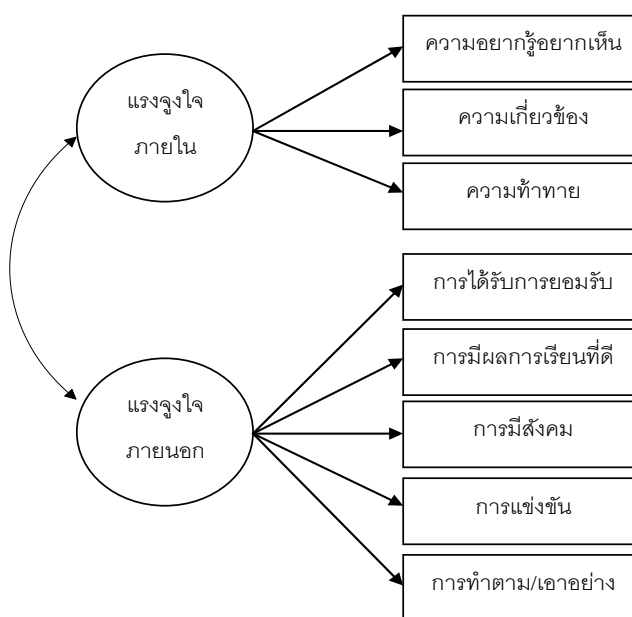 ความอยากรู้อยากเห็น
แรงจูงใจ
ภายใน
ความเกี่ยวข้อง
ความท้าทาย
การได้รับการยอมรับ
การมีผลการเรียนที่ดี
แรงจูงใจ
ภายนอก
การมีสังคม
การแข่งขัน
การทำตาม/เอาอย่าง